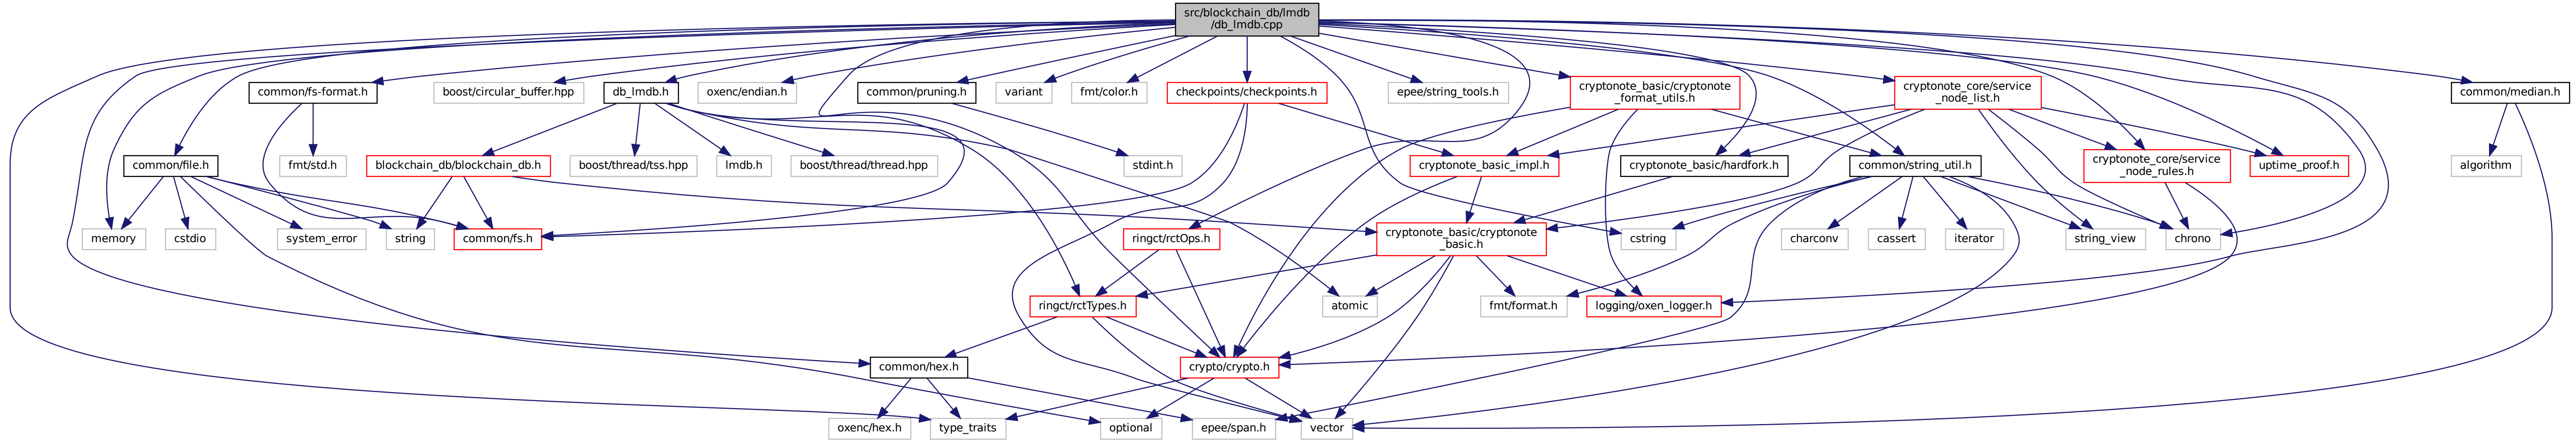 src/blockchain_db/lmdb
/db_lmdb.cpp
common/fs-format.h
boost/circular_buffer.hpp
db_lmdb.h
oxenc/endian.h
common/pruning.h
variant
fmt/color.h
checkpoints/checkpoints.h
epee/string_tools.h
cryptonote_basic/cryptonote
_format_utils.h
cryptonote_core/service
_node_list.h
common/median.h
common/file.h
fmt/std.h
blockchain_db/blockchain_db.h
boost/thread/tss.hpp
lmdb.h
boost/thread/thread.hpp
stdint.h
cryptonote_basic_impl.h
cryptonote_basic/hardfork.h
common/string_util.h
cryptonote_core/service
_node_rules.h
uptime_proof.h
algorithm
memory
cstdio
system_error
string
common/fs.h
ringct/rctOps.h
cryptonote_basic/cryptonote
_basic.h
cstring
charconv
cassert
iterator
string_view
chrono
ringct/rctTypes.h
atomic
fmt/format.h
logging/oxen_logger.h
common/hex.h
crypto/crypto.h
oxenc/hex.h
type_traits
optional
epee/span.h
vector